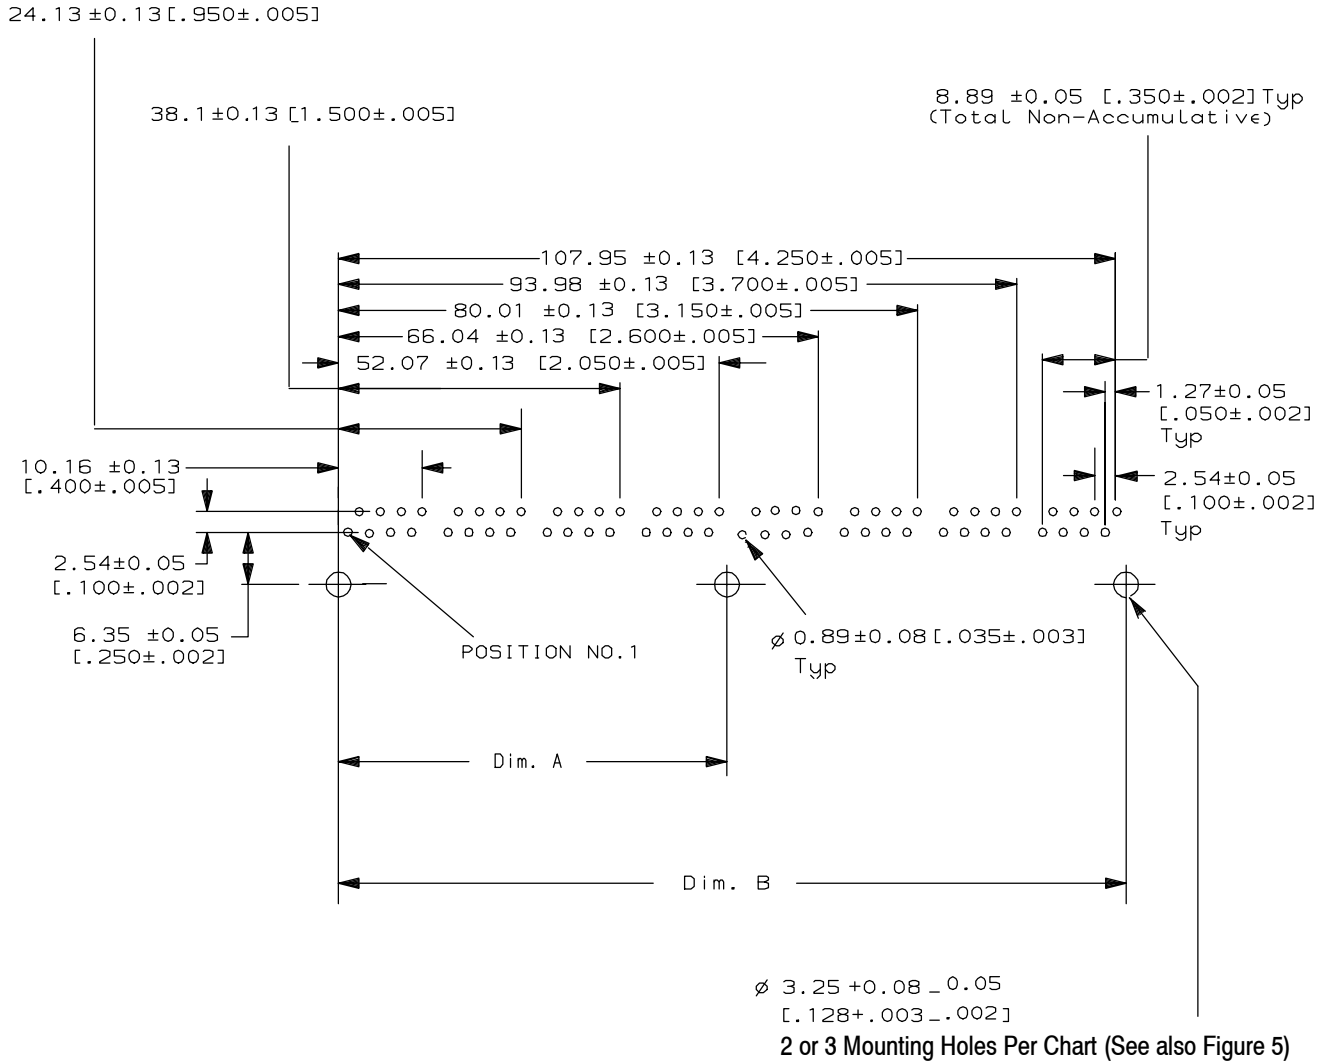 24.13 ±0.13 [.950±.005]
38.1±0.13 [1.500±.005]
8.89 ±0.05 [.350±.002] Typ
(Total Non-Accumulative)
107.95 ±0.13 [4.250±.005]
93.98 ±0.13 [3.700±.005]
80.01 ±0.13 [3.150±.005]
66.04 ±0.13 [2.600±.005]
52.07 ±0.13 [2.050±.005]
1.27±0.05
[.050±.002]
Typ
10.16 ±0.13
[.400±.005]
2.54±0.05
[.100±.002]
Typ
2.54±0.05
[.100±.002]
6.35 ±0.05
[.250±.002]
POSITION NO.1
ø 0.89±0.08 [.035±.003]
Typ
Dim. A
Dim. B
ø 3.25 +0.08 _ 0.05
[.128+.003_.002]
2 or 3 Mounting Holes Per Chart (See also Figure 5)